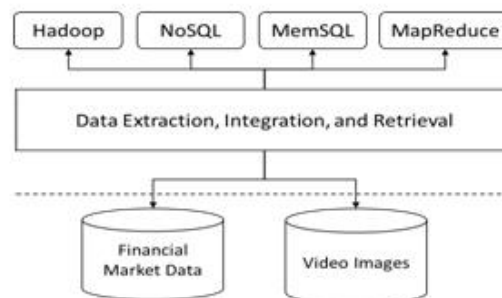 Hadoop
NoSQL
MemSQL
MapReduce
Data Extraction, Integration, and Retrieval
Financial
Market Data
Video Images